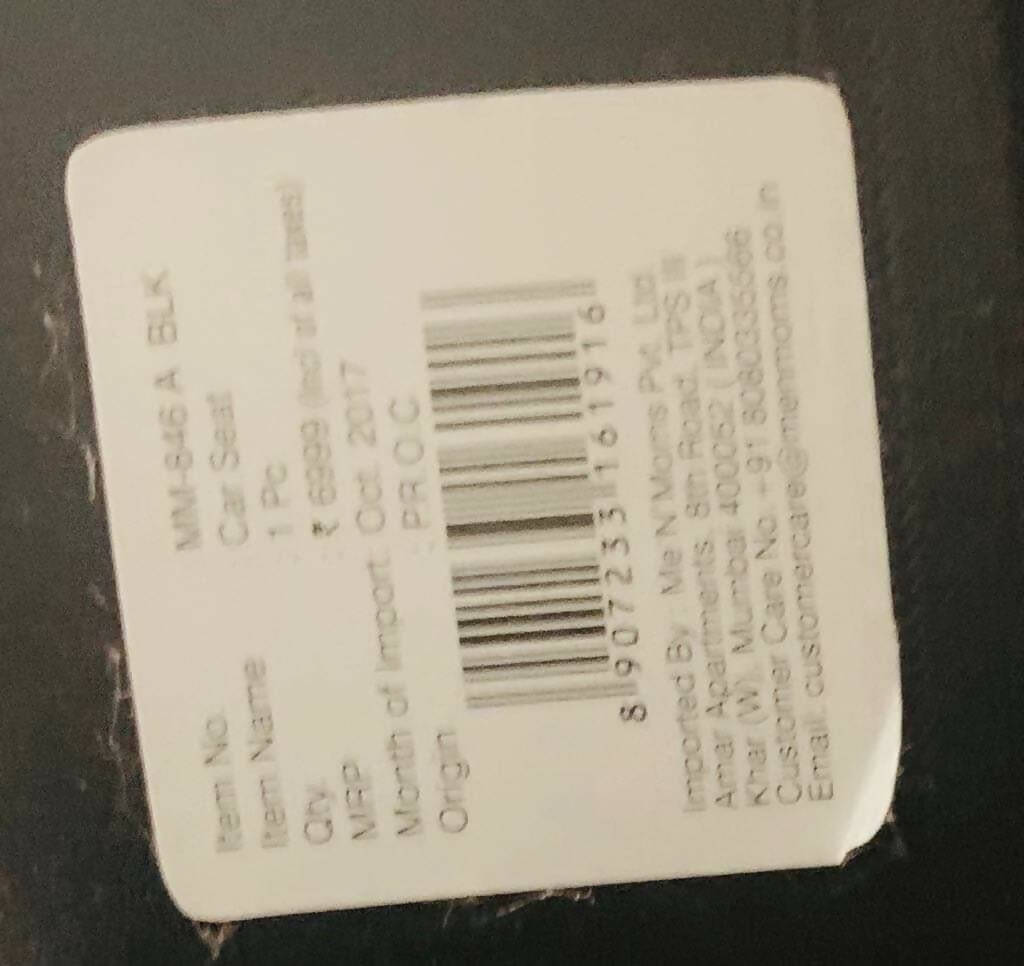 Item No. MM-846 A BLK
Item Name : Car Seat
Qty. : 1 Pc
MRP : ₹ 6999 (Incl of all taxes)
Month of Import : Oct. 2017
Origin : P.R.O.C.
8 907233 161916
Imported By : Me N'Moms Pvt. Ltd.
Amar Apartments. 8th Road, TPS III
Khar (W). Mumbai 400052 ( INDIA )
Customer Care No. +91
Email: customercare@menmoms.co.in